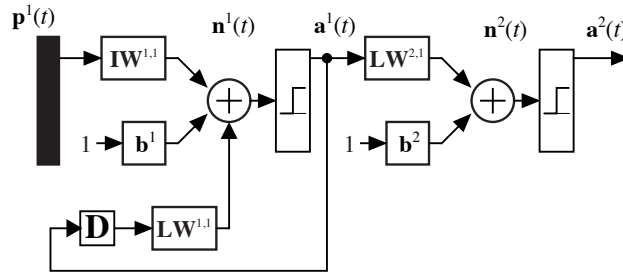 p¹(t) n¹(t) a¹(t) n²(t) a²(t)
IW¹,¹ LW²,¹
1 b¹ 1 b²
D LW¹,¹